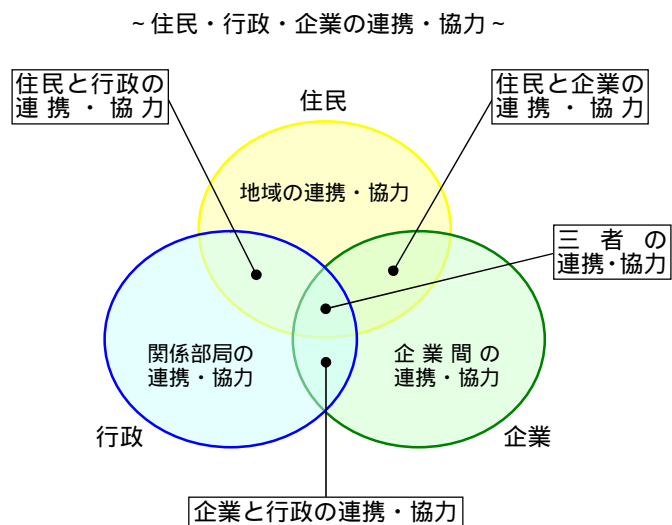 ~住民・行政・企業の連携・協力~
住民と行政の
連携・協力
住民と企業の
連携・協力
住民
地域の連携・協力
三者の
連携・協力
関係部局の
連携・協力
企業間の
連携・協力
行政
企業
企業と行政の連携・協力